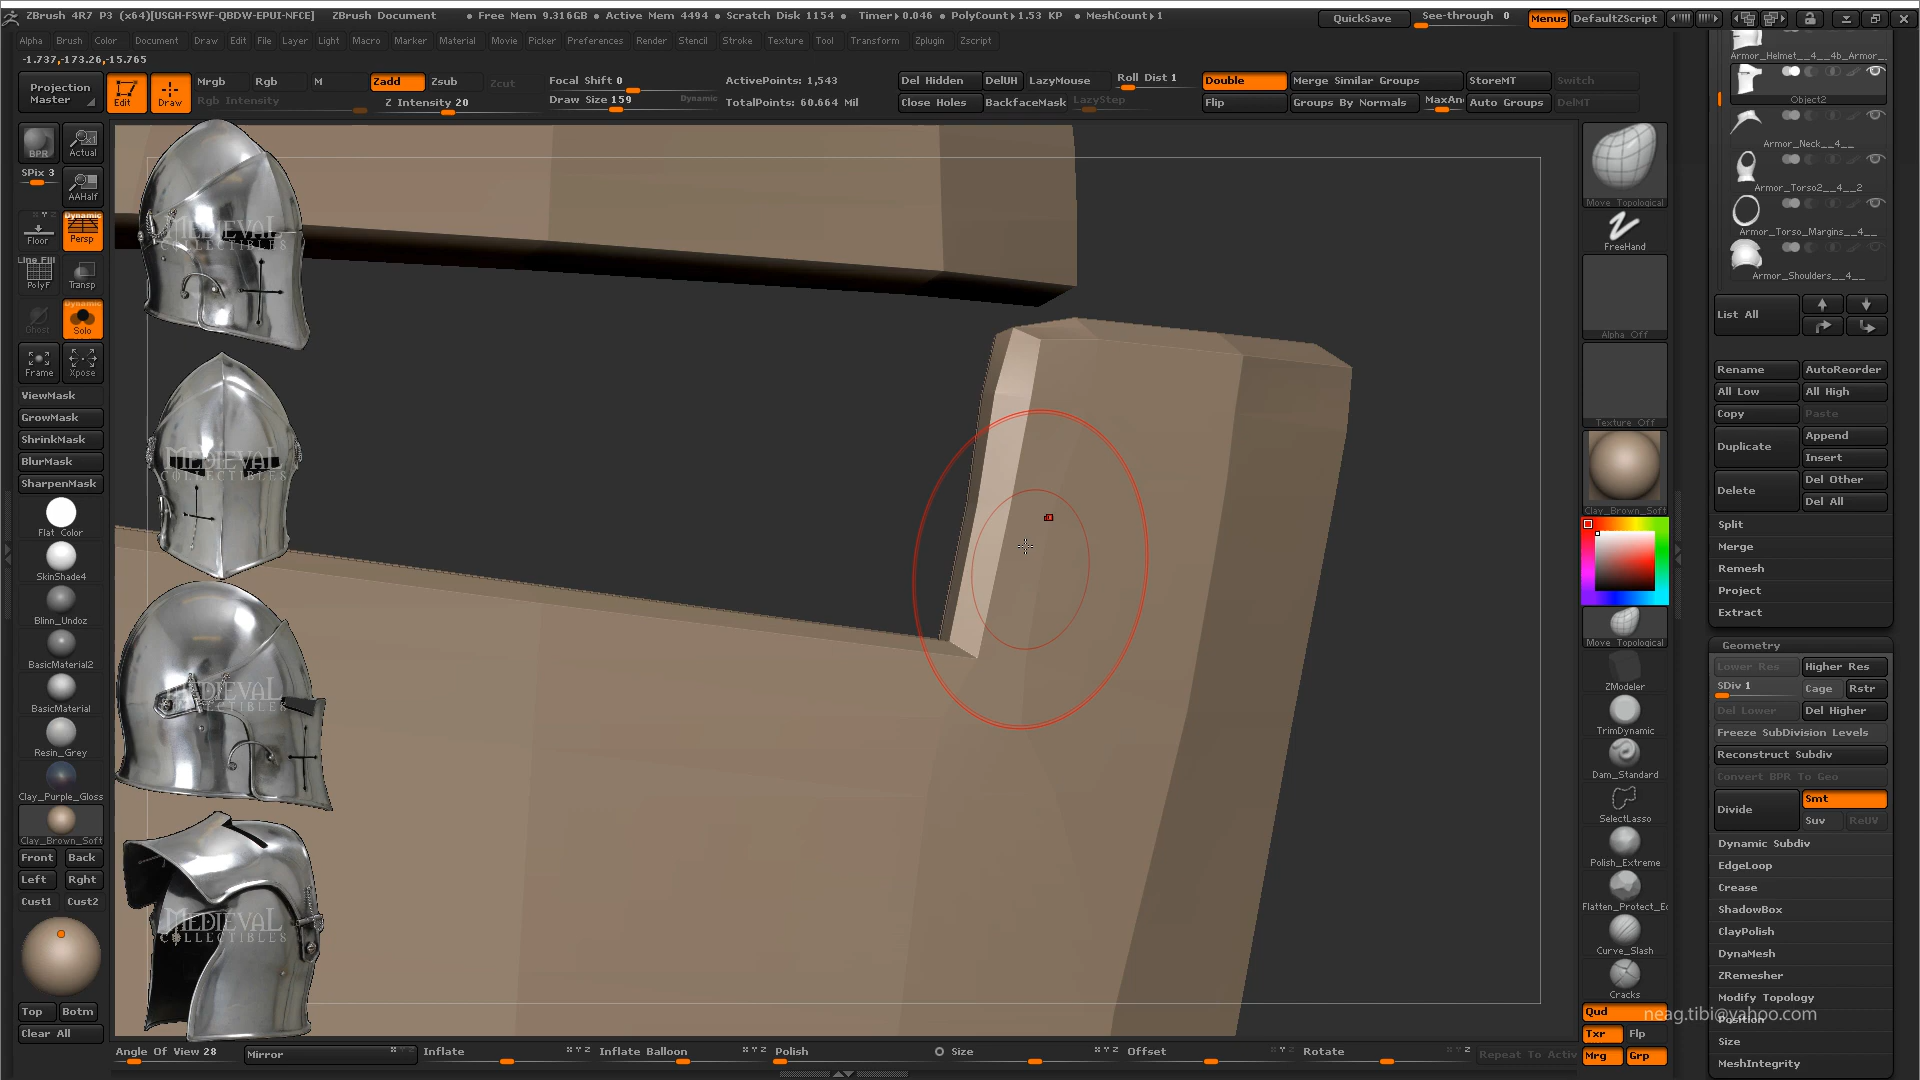 ZBrush 4R7 P3 (x64)[USGH-FSWF-QBDW-EPUI-NFCE] ZBrush Document • Free Mem 9.316GB • Active Mem 4494 • Scratch Disk 1154 • Timer▸0.046 • PolyCount▸1.53 KP • MeshCount▸1 QuickSave See-through 0 Menus DefaultZScript
Alpha Brush Color Document Draw Edit File Layer Light Macro Marker Material Movie Picker Preferences Render Stencil Stroke Texture Tool Transform Zplugin Zscript
-1.737,-173.26,-15.765
Projection Master Edit Draw Mrgb Rgb M Zadd Zsub Zcut Focal Shift 0 ActivePoints: 1,543 Del Hidden DelUH LazyMouse Roll Dist 1 Double Merge Similar Groups StoreMT Switch
Rgb Intensity Z Intensity 20 Draw Size 159 Dynamic TotalPoints: 60.664 Mil Close Holes BackfaceMask LazyStep Flip Groups By Normals MaxAn Auto Groups DelMT
BPR Actual
SPix 3 AAHalf
Floor Dynamic Persp
Line Fill PolyF Transp
Ghost Dynamic Solo
Frame Xpose
ViewMask
GrowMask
ShrinkMask
BlurMask
SharpenMask
Flat Color
SkinShade4
Blinn_Undoz
BasicMaterial2
BasicMaterial
Resin_Grey
Clay_Purple_Gloss
Clay_Brown_Soft
Front Back
Left Rght
Cust1 Cust2
Top Botm
Clear All
MEDIEVAL
COLLECTIBLES
MEDIEVAL
COLLECTIBLES
MEDIEVAL
COLLECTIBLES
MEDIEVAL
COLLECTIBLES
Angle Of View 28 Mirror Inflate Inflate Balloon Polish Size Offset Rotate Repeat To Activ
Move Topological
FreeHand
Alpha Off
Texture Off
Clay_Brown_Soft
Move Topological
ZModeler
TrimDynamic
Dam_Standard
SelectLasso
Polish_Extreme
Flatten_Protect_Ed
Curve_Slash
Cracks
Qud
Txr Flp
Mrg Grp
Armor_Helmet__4__4b_Armor_
Object2
Armor_Neck__4__
Armor_Torso2__4__2
Armor_Torso_Margins__4__
Armor_Shoulders__4__
List All
Rename AutoReorder
All Low All High
Copy Paste
Duplicate Append
Insert
Delete Del Other
Del All
Split
Merge
Remesh
Project
Extract
Geometry
Lower Res Higher Res
SDiv 1 Cage Rstr
Del Lower Del Higher
Freeze SubDivision Levels
Reconstruct Subdiv
Convert BPR To Geo
Divide Smt
Suv ReUV
Dynamic Subdiv
EdgeLoop
Crease
ShadowBox
ClayPolish
DynaMesh
ZRemesher
Modify Topology
neag.tibi@yahoo.com
Position
Size
MeshIntegrity